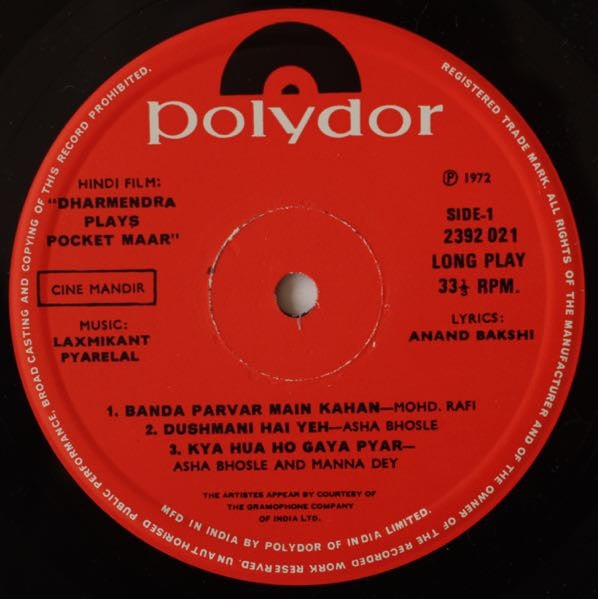 polydor
HINDI FILM:
"DHARMENDRA
PLAYS
POCKET MAAR"
CINE MANDIR
MUSIC:
LAXMIKANT
PYARELAL
℗ 1972
SIDE-1
2392 021
LONG PLAY
33⅓ RPM.
LYRICS:
ANAND BAKSHI
1. BANDA PARVAR MAIN KAHAN—MOHD. RAFI
2. DUSHMANI HAI YEH—ASHA BHOSLE
3. KYA HUA HO GAYA PYAR—
ASHA BHOSLE AND MANNA DEY
THE ARTISTES APPEAR BY COURTESY OF
THE GRAMOPHONE COMPANY
OF INDIA LTD.
MFD IN INDIA BY POLYDOR OF INDIA LIMITED.
REGISTERED TRADE MARK. ALL RIGHTS OF THE MANUFACTURER AND OF THE OWNER OF THE RECORDED WORK RESERVED. UNAUTHORISED PUBLIC PERFORMANCE, BROAD CASTING AND COPYING OF THIS RECORD PROHIBITED.